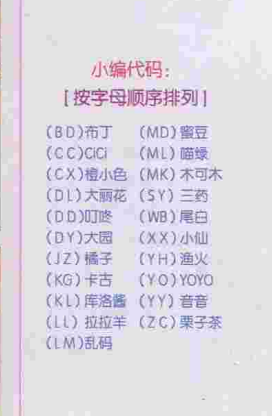 小编代码:
[按字母顺序排列]
(BD)布丁 (MD)蜜豆
(CC)CiCi (ML)喵绿
(CX)橙小色 (MK)木可木
(DL)大丽花 (SY)三药
(DD)叮咚 (WB)尾白
(DY)大园 (XX)小仙
(JZ)橘子 (YH)渔火
(KG)卡古 (YO)YOYO
(KL)库洛酱 (YY)音音
(LL)拉拉羊 (ZC)栗子茶
(LM)乱码